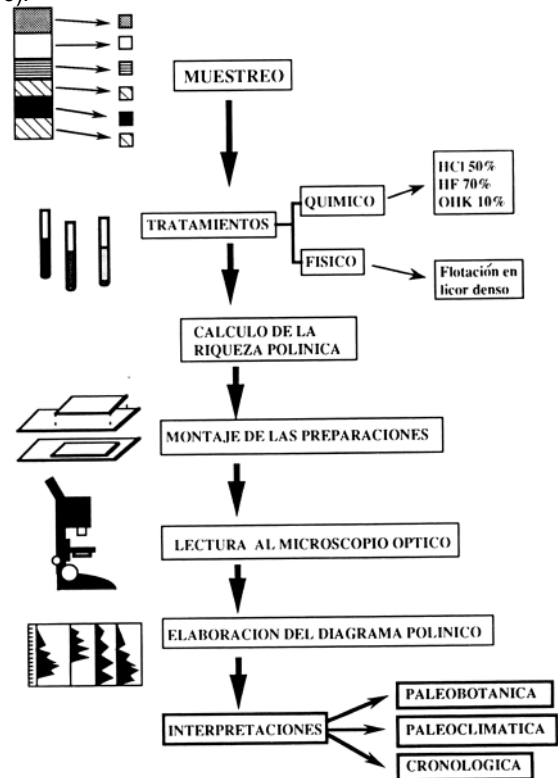 o).
MUESTREO
TRATAMIENTOS
QUIMICO
HCl 50%
HF 70%
OHK 10%
FISICO
Flotación en
licor denso
CALCULO DE LA
RIQUEZA POLINICA
MONTAJE DE LAS PREPARACIONES
LECTURA AL MICROSCOPIO OPTICO
ELABORACION DEL DIAGRAMA POLINICO
INTERPRETACIONES
PALEOBOTANICA
PALEOCLIMATICA
CRONOLOGICA